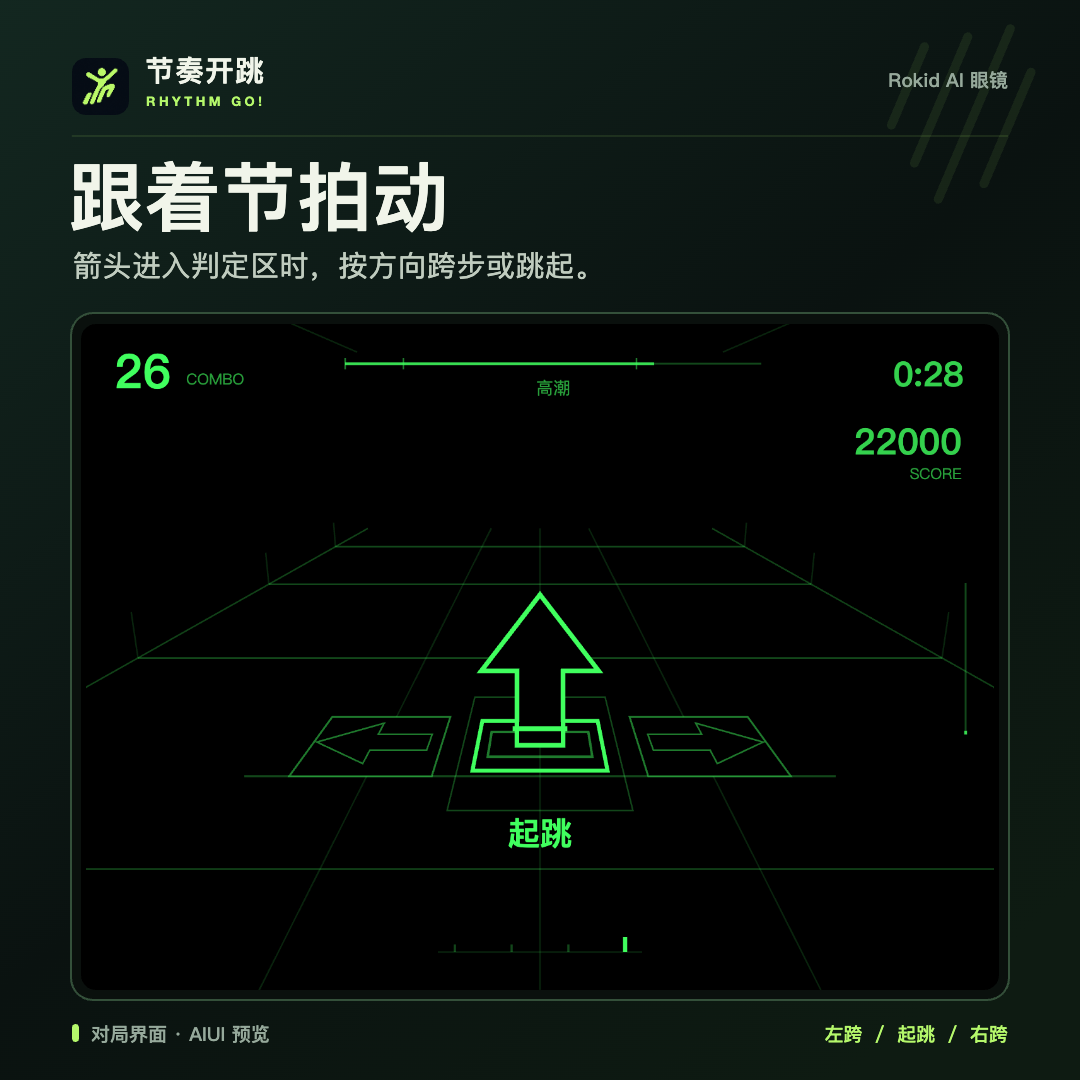 节奏开跳
RHYTHM GO!
Rokid AI 眼镜
跟着节拍动
箭头进入判定区时，按方向跨步或跳起。
26 COMBO
高潮
0:28
22000
SCORE
起跳
对局界面 · AIUI 预览
左跨 / 起跳 / 右跨